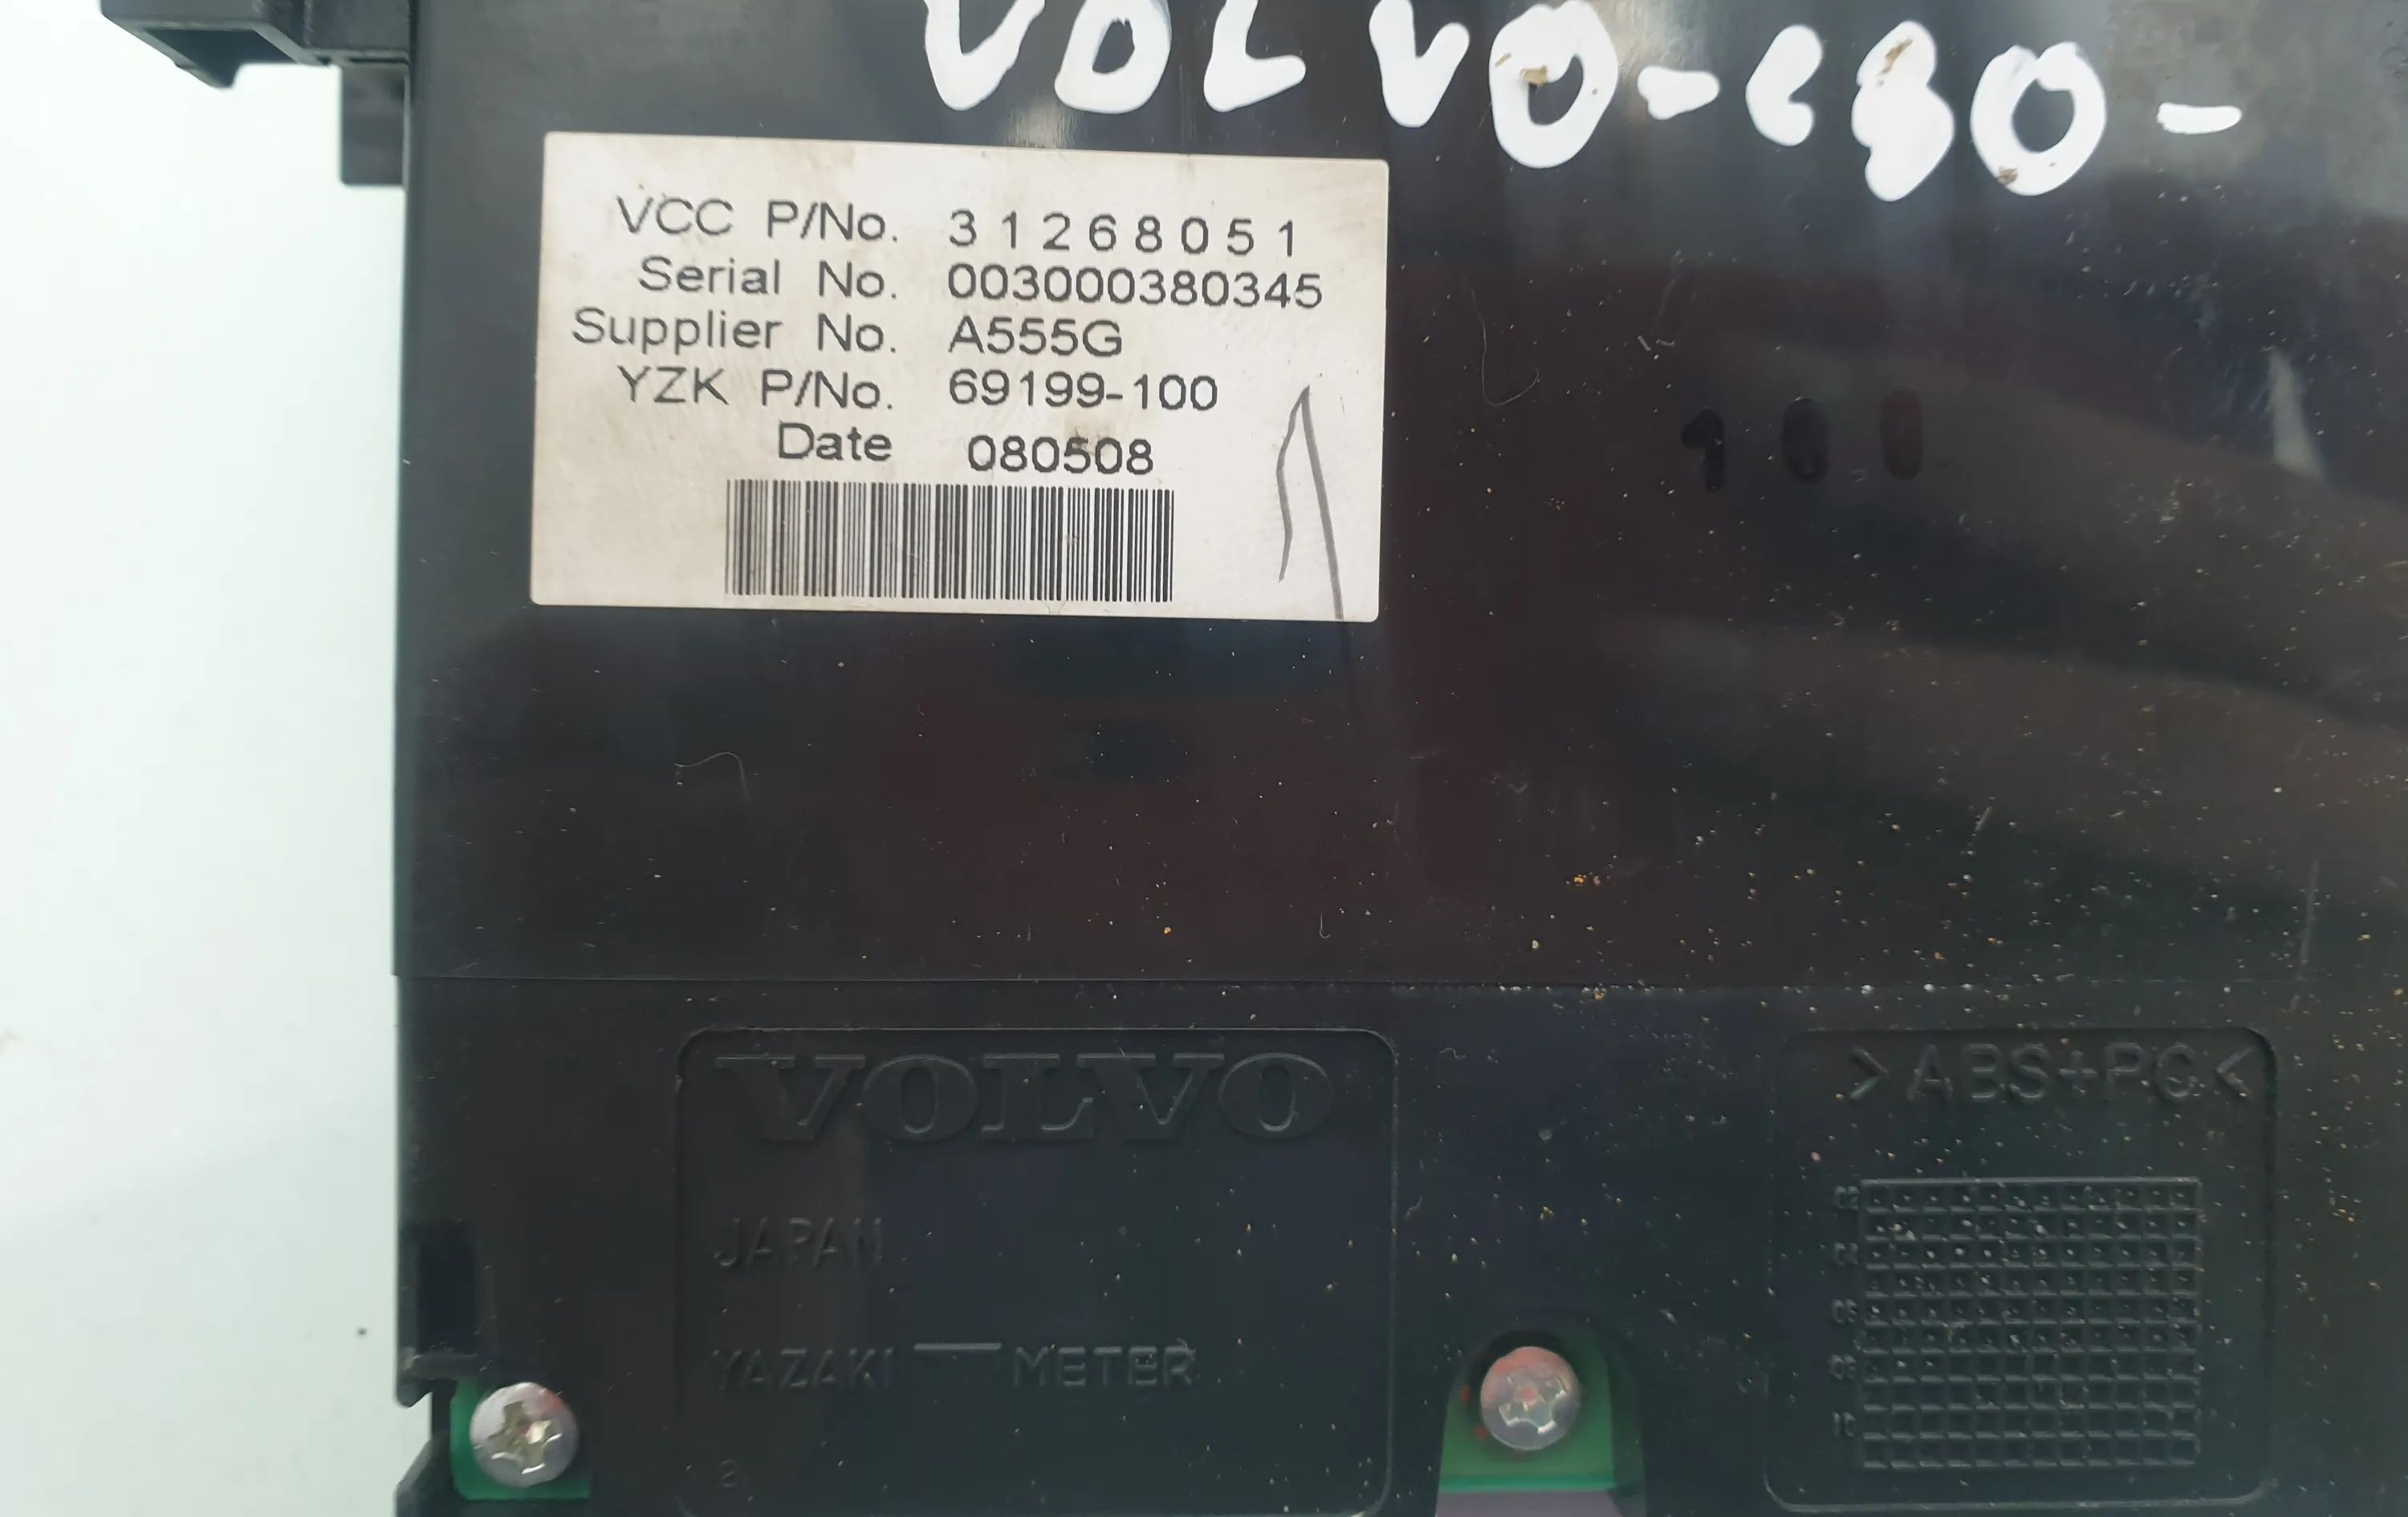 VOLVO-C30-
VCC P/No. 31268051
Serial No. 003000380345
Supplier No. A555G
YZK P/No. 69199-100
Date 080508
100
VOLVO
>ABS+PC<
JAPAN
YAZAKI METER